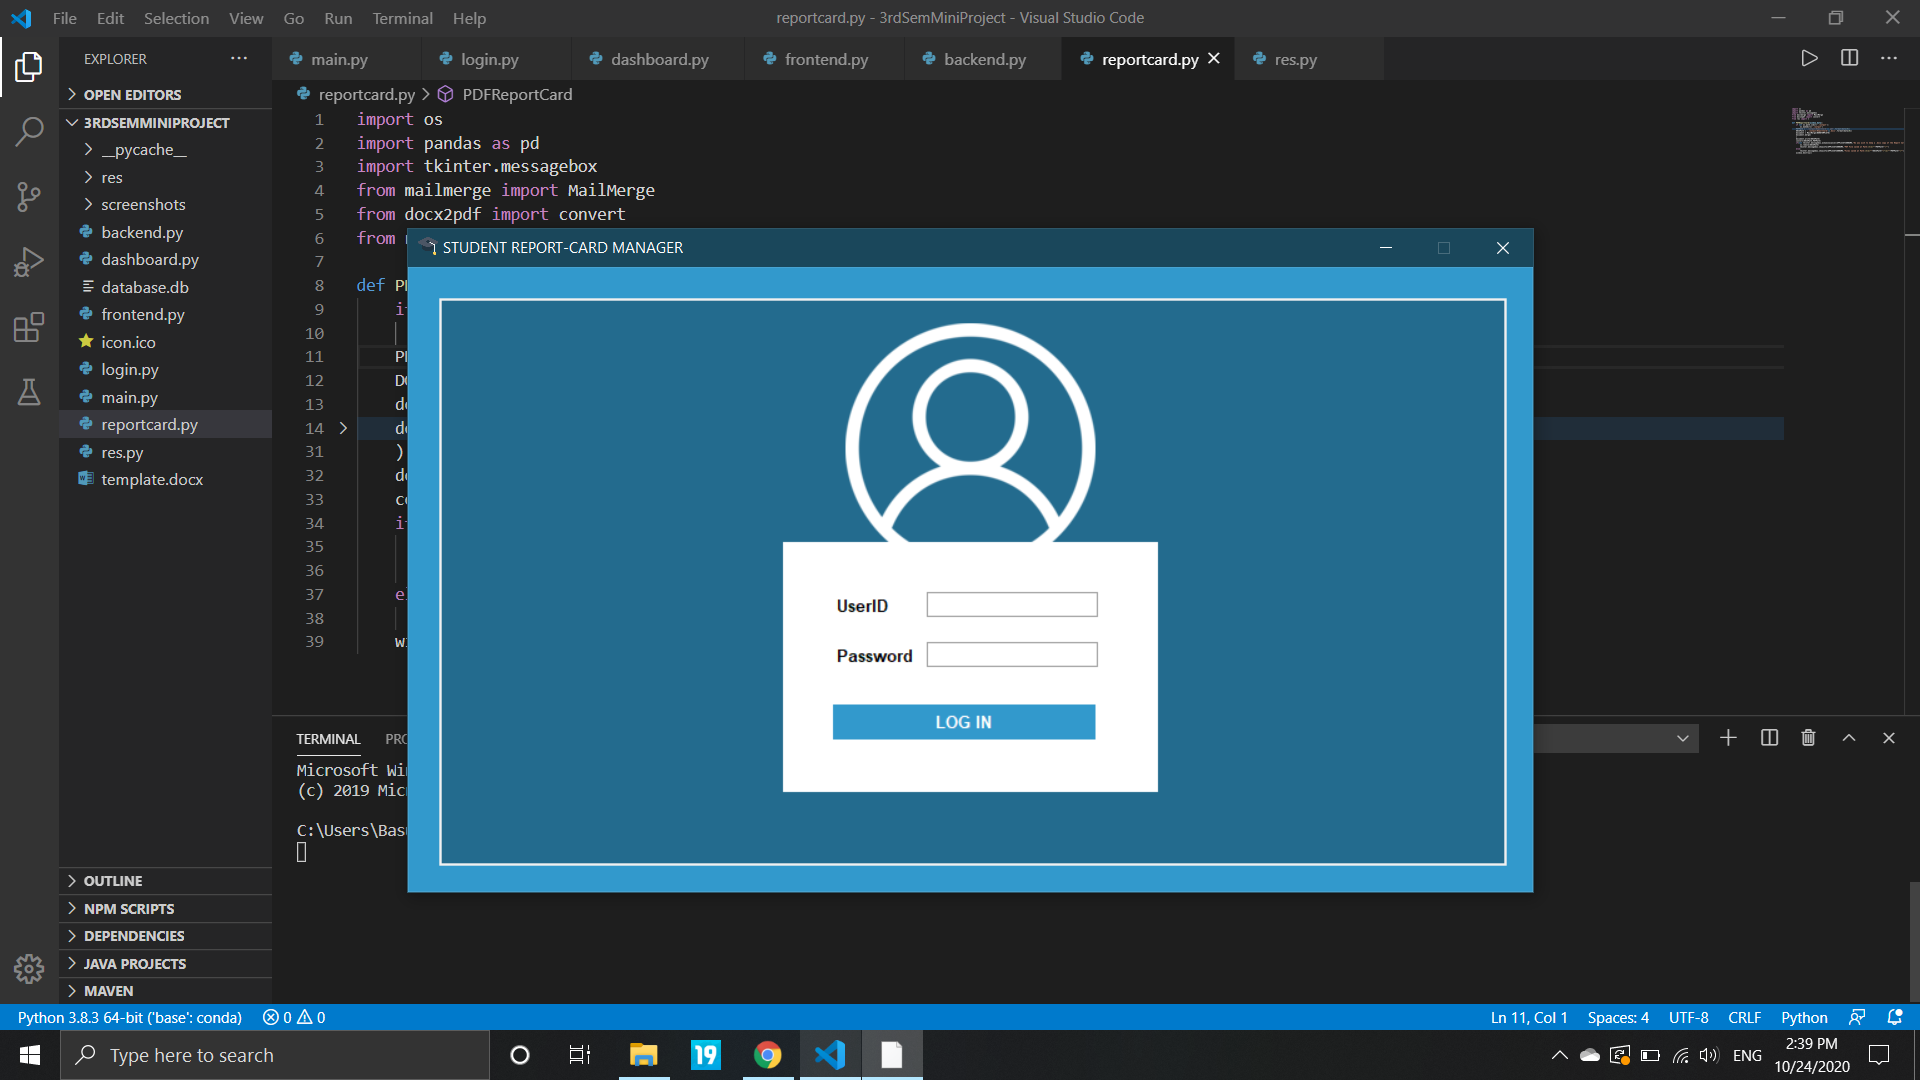 File Edit Selection View Go Run Terminal Help
reportcard.py - 3rdSemMiniProject - Visual Studio Code
EXPLORER
main.py login.py dashboard.py frontend.py backend.py reportcard.py res.py
OPEN EDITORS
3RDSEMMINIPROJECT
__pycache__
res
screenshots
backend.py
dashboard.py
database.db
frontend.py
icon.ico
login.py
main.py
reportcard.py
res.py
template.docx
OUTLINE
NPM SCRIPTS
DEPENDENCIES
JAVA PROJECTS
MAVEN
reportcard.py PDFReportCard
1 import os
2 import pandas as pd
3 import tkinter.messagebox
4 from mailmerge import MailMerge
5 from docx2pdf import convert
6 from
7
8 def
9
10
11
12
13
14
31 )
32
33
34
35
36
37
38
39
STUDENT REPORT-CARD MANAGER
UserID
Password
LOG IN
TERMINAL
Microsoft
(c) 2019
C:\Users\
Python 3.8.3 64-bit ('base': conda) 0 0
Ln 11, Col 1 Spaces: 4 UTF-8 CRLF Python
Type here to search
19
ENG
2:39 PM
10/24/2020